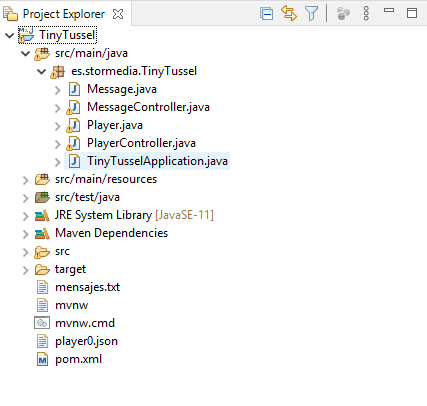 Project Explorer
TinyTussel
src/main/java
es.stormedia.TinyTussel
Message.java
MessageController.java
Player.java
PlayerController.java
TinyTusselApplication.java
src/main/resources
src/test/java
JRE System Library [JavaSE-11]
Maven Dependencies
src
target
mensajes.txt
mvnw
mvnw.cmd
player0.json
pom.xml